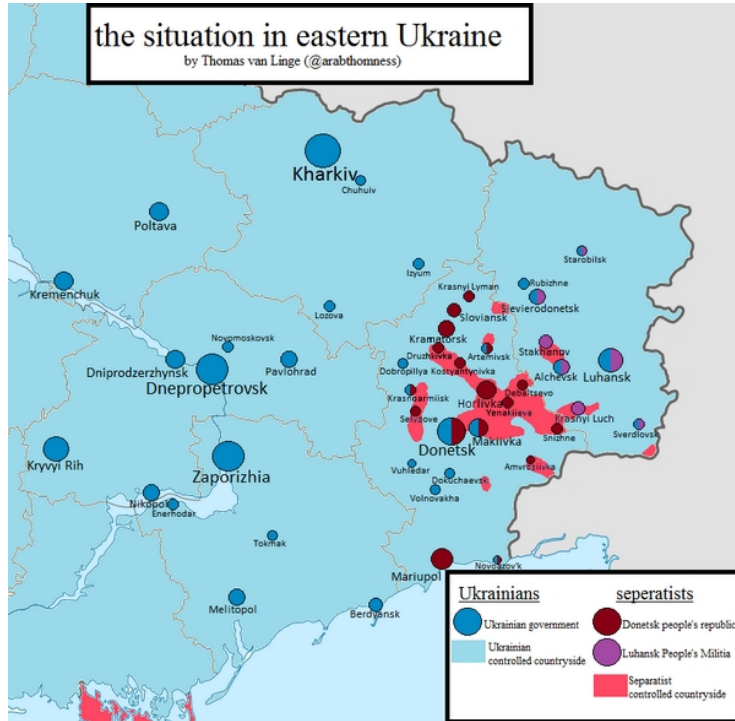 the situation in eastern Ukraine
by Thomas van Linge (@arabthomness)
Kharkiv
Chuhuiv
Poltava
Starobilsk
Izyum
Kremenchuk
Rubizhne
Krasnyi Lyman
Sievierodonetsk
Lozova
Sloviansk
Kramatorsk
Novomoskovsk
Stakhanov
Druzhkivka
Artemivsk
Dniprodzerzhynsk
Pavlohrad
Dobropillya
Kostyantynivka
Alchevsk
Luhansk
Dnepropetrovsk
Debaltsevo
Krasnoarmiisk
Horlivka
Yenakiieve
Krasny Luch
Selydove
Sverdlovsk
Donetsk
Makiivka
Snizhne
Kryvyi Rih
Zaporizhia
Vuhledar
Amvrosiivka
Dokuchaevsk
Volnovakha
Nikopol
Enerhodar
Tokmak
Mariupol
Novoazov'k
Melitopol
Berdyansk
Ukrainians
seperatists
Ukrainian government
Donetsk people's republic
Ukrainian
controlled countryside
Luhansk People's Militia
Separatist
controlled countryside